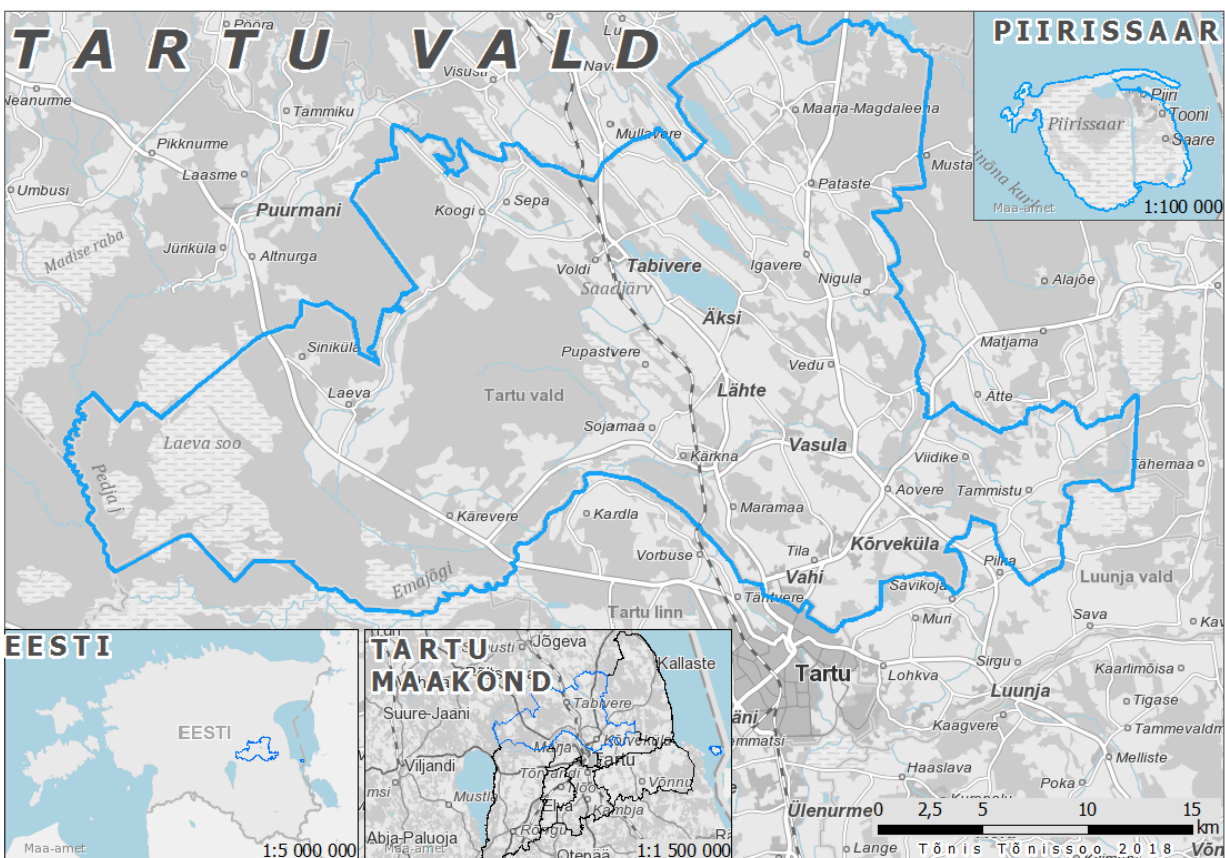 TARTU VALD
PIIRISSAAR
Piiri
Tooni
Saare
Piirissaar
Maa-amet
1:100 000
Pööra
Visusti
Neanurme
Tammiku
Maarja-Magdaleena
Mullavere
Pikknurme
Laasme
Umbusi
Musta
Pataste
Puurmani
Sepa
Koogi
Madise raba
Jüriküla
Altnurga
Voldi
Tabivere
Saadjärv
Igavere
Nigula
Alajõe
Äksi
Matjama
Siniküla
Pupastvere
Vedu
Laeva
Tartu vald
Lähte
Ätte
Laeva soo
Sojamaa
Vasula
Kärkna
Viidike
Tähemaa
Pedja j
Aovere
Tammistu
Kärevere
Kardla
Maramaa
Tila
Kõrveküla
Vorbuse
Pilka
Vahi
Luunja vald
Emajõgi
Tähtvere
Savikoja
Tartu linn
Muri
Sava
Kav
EESTI
EESTI
Maa-amet
1:5 000 000
TARTU
MAAKOND
Jõgeva
Kallaste
Tabivere
Suure-Jaani
Viljandi
Tartu
Võnnu
Kambja
Abja-Paluoja
Otepää
Maa-amet
1:1 500 000
Tartu
Lohkva
Sirgu
Kaarlimõisa
Luunja
Tigase
Kaagvere
Tammevaldm
Melliste
Haaslava
Poka
Ülenurme
0 2,5 5 10 15
km
Tõnis Tõnissoo 2018
Lange